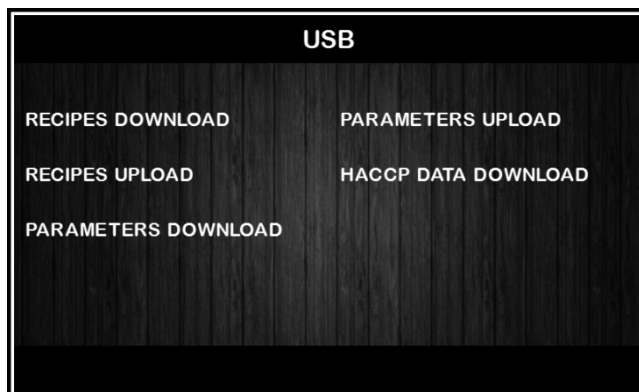 USB
RECIPES DOWNLOAD
RECIPES UPLOAD
PARAMETERS DOWNLOAD
PARAMETERS UPLOAD
HACCP DATA DOWNLOAD